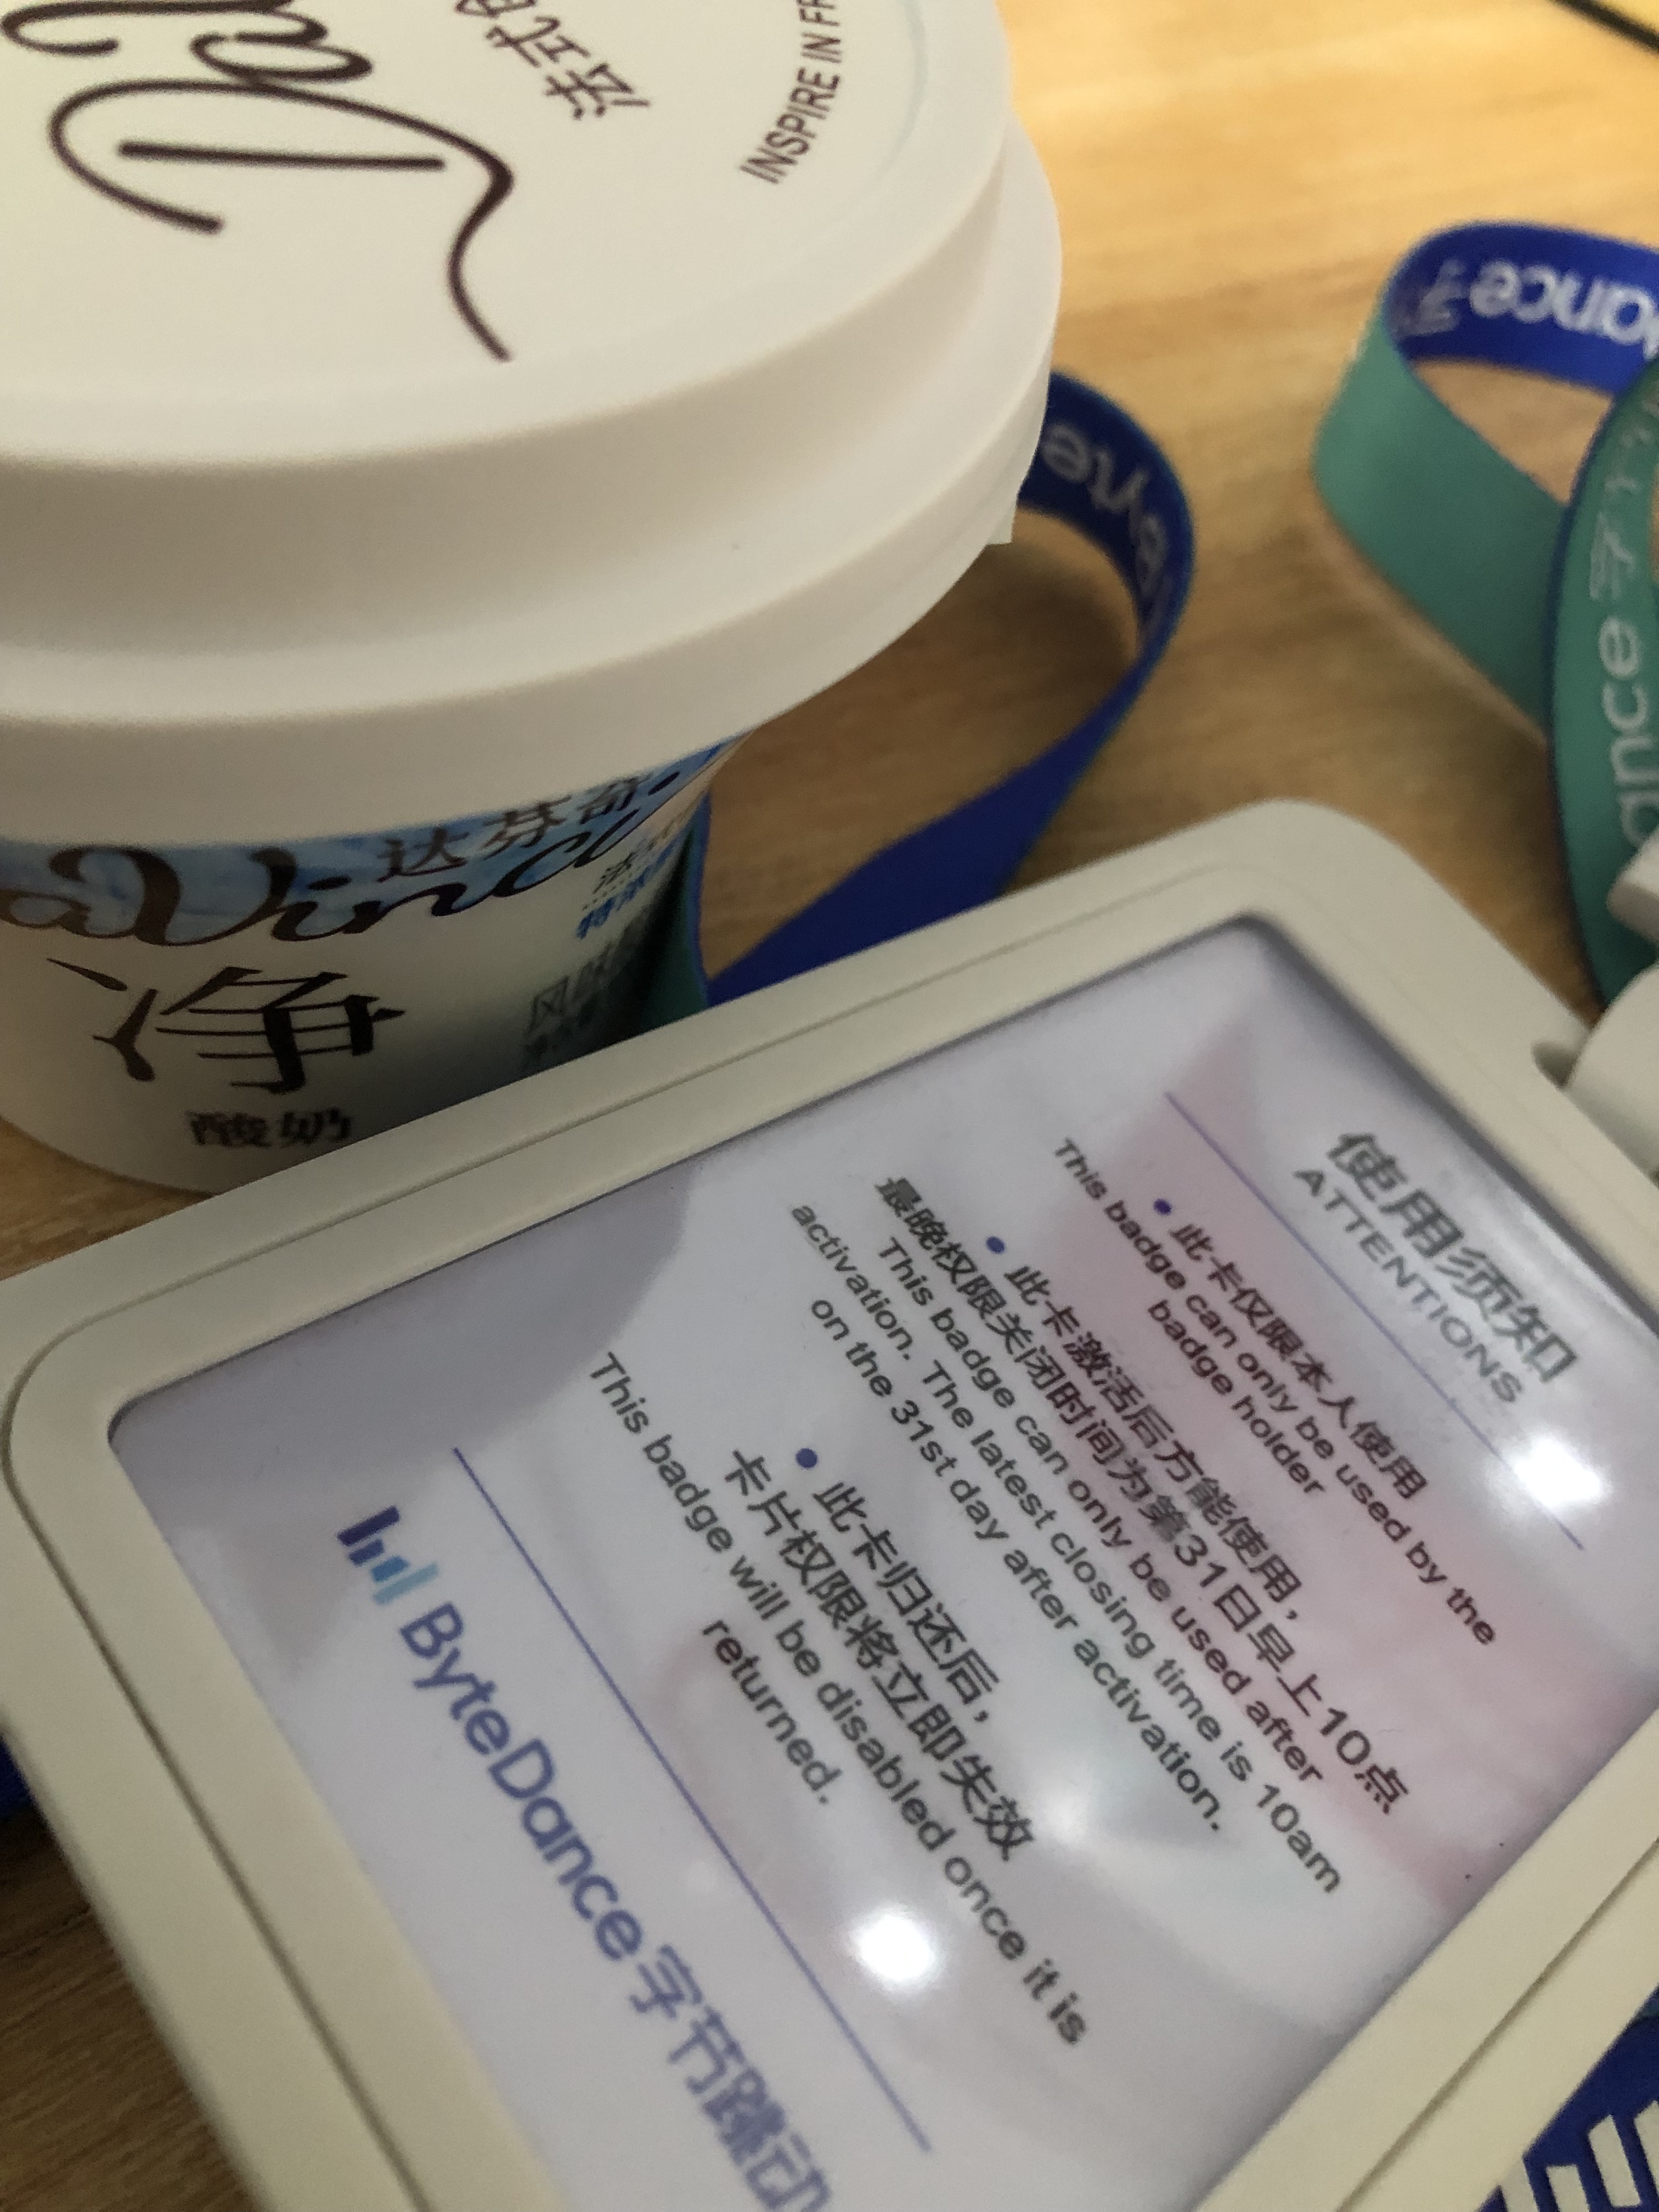 INSPIRE IN
法式
达芬奇
净
酸奶
Byte
ance
ance 字
使用须知
ATTENTIONS
此卡仅限本人使用
This badge can only be used by the
badge holder
此卡激活后方能使用，
最晚权限关闭时间为第31日早上10点
This badge can only be used after
activation. The latest closing time is 10am
on the 31st day after activation.
此卡归还后，
卡片权限将立即失效
This badge will be disabled once it is
returned.
ByteDance字节跳动